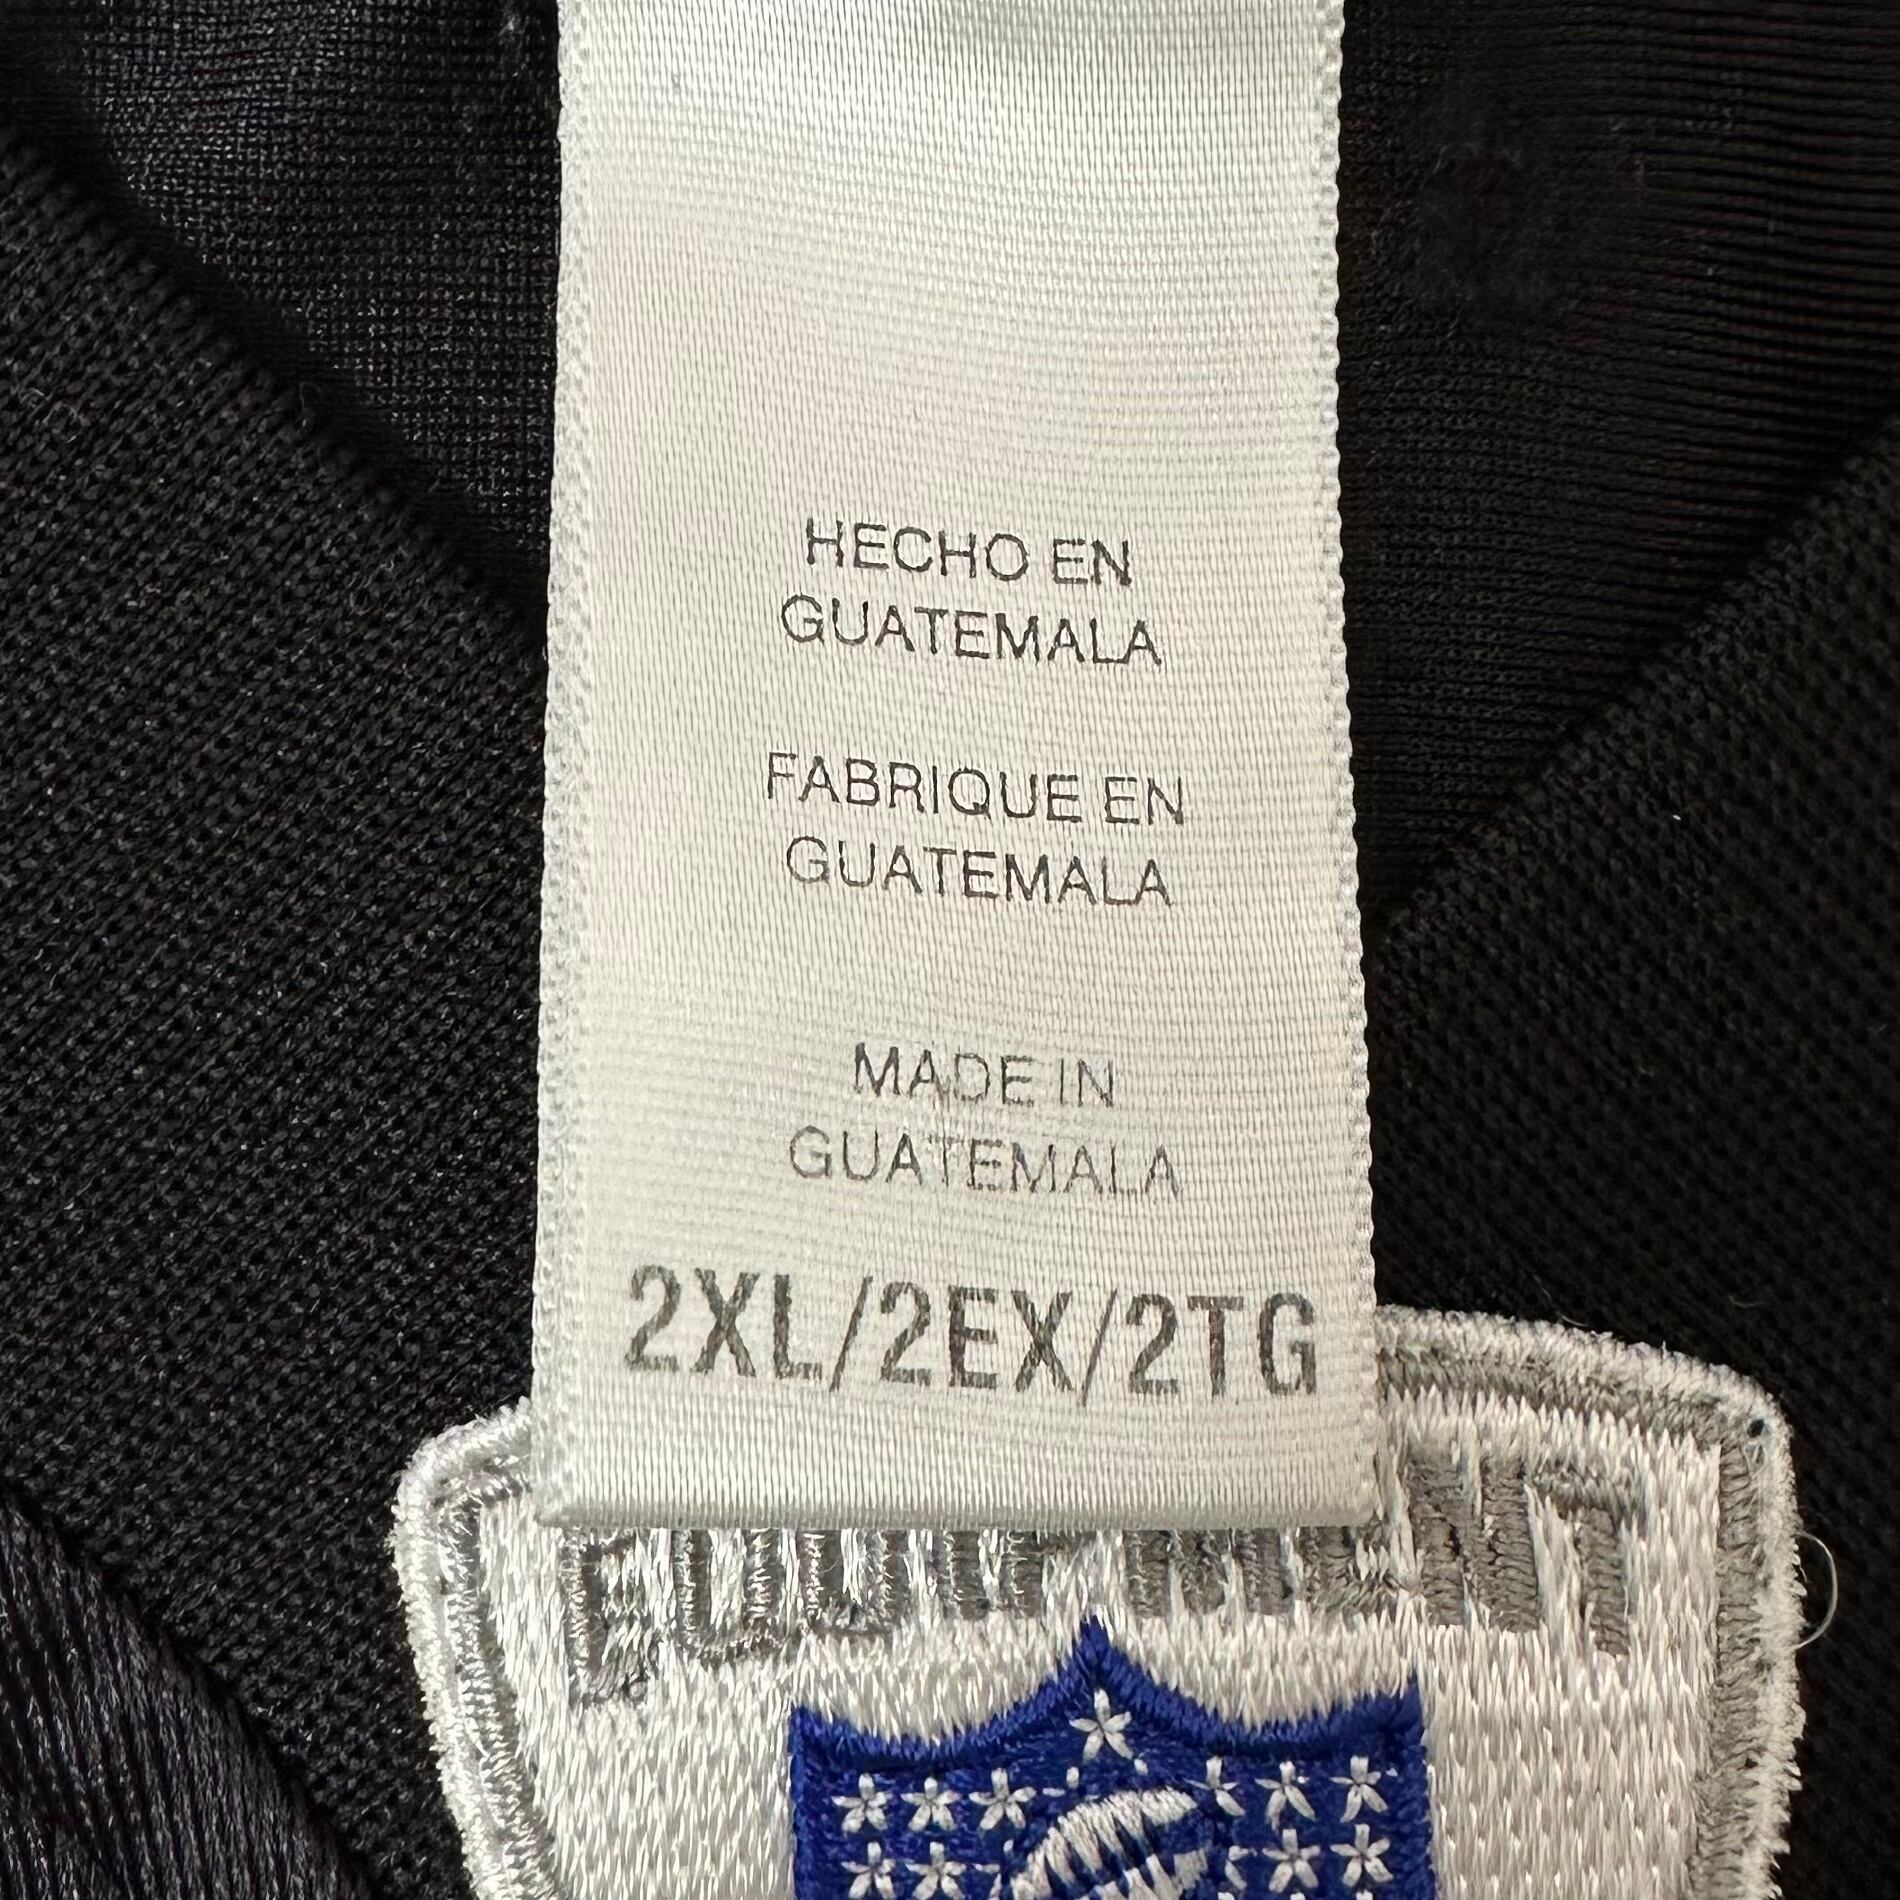 HECHO EN
GUATEMALA
FABRIQUE EN
GUATEMALA
MADE IN
GUATEMALA
2XL/2EX/2TG